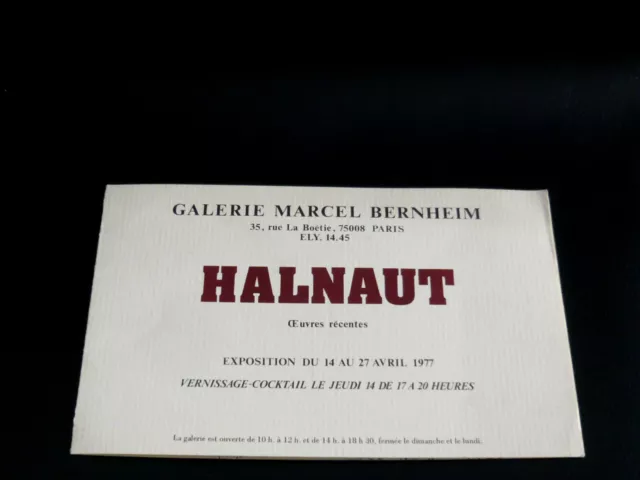 GALERIE MARCEL BERNHEIM
35, rue La Boëtie, 75008 PARIS
ELY. 14.45
HALNAUT
Œuvres récentes
EXPOSITION DU 14 AU 27 AVRIL 1977
VERNISSAGE-COCKTAIL LE JEUDI 14 DE 17 A 20 HEURES
La galerie est ouverte de 10 h. à 12 h. et de 14 h. à 18 h 30, fermée le dimanche et le lundi.